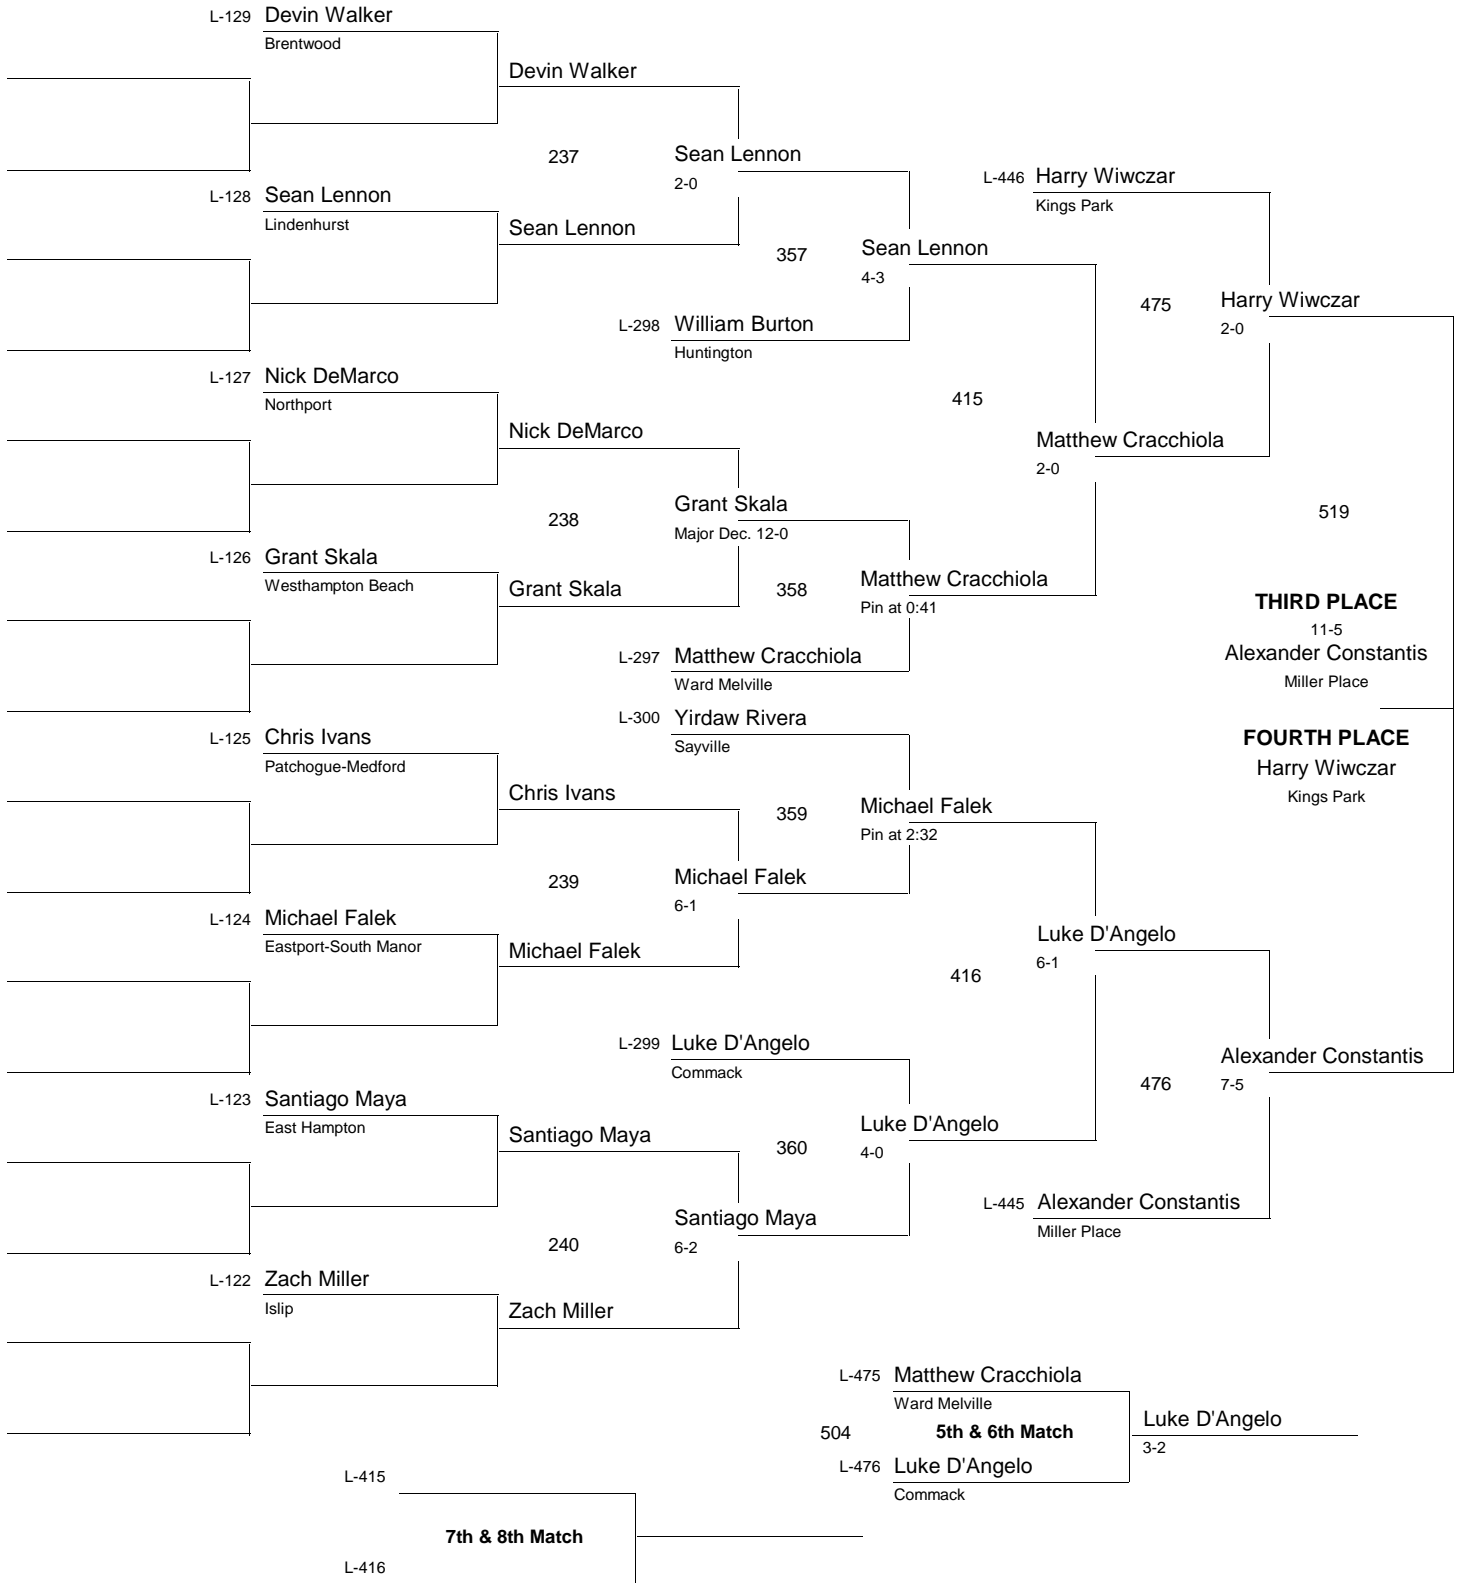 L-129 Devin Walker
Brentwood
Devin Walker
237 Sean Lennon
2-0
L-446 Harry Wiwczar
Kings Park
L-128 Sean Lennon
Lindenhurst
Sean Lennon
357 Sean Lennon
4-3
475 Harry Wiwczar
2-0
L-298 William Burton
Huntington
L-127 Nick DeMarco
Northport
415
Nick DeMarco
Matthew Cracchiola
2-0
238 Grant Skala
Major Dec. 12-0
519
L-126 Grant Skala
Westhampton Beach
Grant Skala
358 Matthew Cracchiola
Pin at 0:41
THIRD PLACE
11-5
Alexander Constantis
Miller Place
L-297 Matthew Cracchiola
Ward Melville
L-300 Yirdaw Rivera
Sayville
L-125 Chris Ivans
Patchogue-Medford
FOURTH PLACE
Harry Wiwczar
Kings Park
Chris Ivans
359 Michael Falek
Pin at 2:32
239 Michael Falek
6-1
L-124 Michael Falek
Eastport-South Manor
Michael Falek
Luke D'Angelo
6-1
416
L-299 Luke D'Angelo
Commack
Alexander Constantis
7-5
476
L-123 Santiago Maya
East Hampton
Santiago Maya
360 Luke D'Angelo
4-0
L-445 Alexander Constantis
Miller Place
240 Santiago Maya
6-2
L-122 Zach Miller
Islip
Zach Miller
L-475 Matthew Cracchiola
Ward Melville
504 5th & 6th Match
Luke D'Angelo
3-2
L-476 Luke D'Angelo
Commack
L-415
7th & 8th Match
L-416